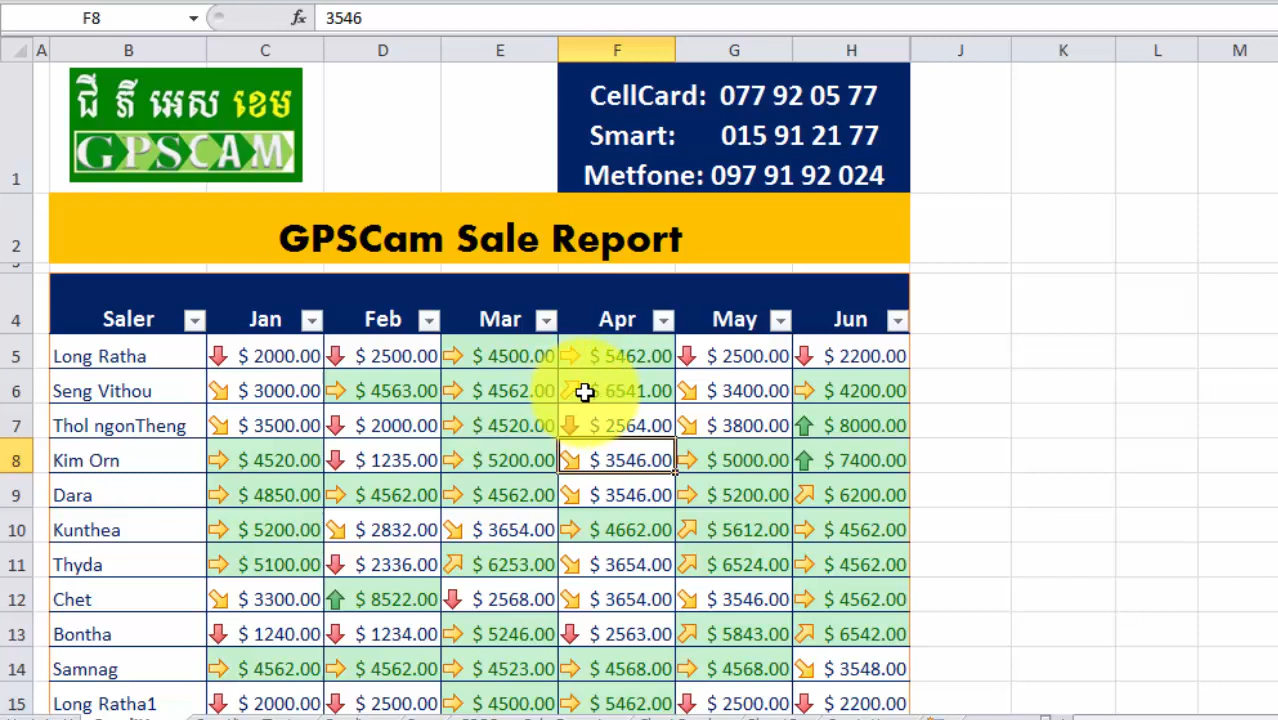 F8 fx 3546
A B C D E F G H J K L M
ជី ភី អេស ខេម
GPSCAM
CellCard: 077 92 05 77
Smart: 015 91 21 77
1 Metfone: 097 91 92 024
2 GPSCam Sale Report
4 Saler Jan Feb Mar Apr May Jun
5 Long Ratha $ 2000.00 $ 2500.00 $ 4500.00 $ 5462.00 $ 2500.00 $ 2200.00
6 Seng Vithou $ 3000.00 $ 4563.00 $ 4562.00 $ 6541.00 $ 3400.00 $ 4200.00
7 Thol ngonTheng $ 3500.00 $ 2000.00 $ 4520.00 $ 2564.00 $ 3800.00 $ 8000.00
8 Kim Orn $ 4520.00 $ 1235.00 $ 5200.00 $ 3546.00 $ 5000.00 $ 7400.00
9 Dara $ 4850.00 $ 4562.00 $ 4562.00 $ 3546.00 $ 5200.00 $ 6200.00
10 Kunthea $ 5200.00 $ 2832.00 $ 3654.00 $ 4662.00 $ 5612.00 $ 4562.00
11 Thyda $ 5100.00 $ 2336.00 $ 6253.00 $ 3654.00 $ 6524.00 $ 4562.00
12 Chet $ 3300.00 $ 8522.00 $ 2568.00 $ 3654.00 $ 3546.00 $ 4562.00
13 Bontha $ 1240.00 $ 1234.00 $ 5246.00 $ 2563.00 $ 5843.00 $ 6542.00
14 Samnag $ 4562.00 $ 4562.00 $ 4523.00 $ 4568.00 $ 4568.00 $ 3548.00
15 Long Ratha1 $ 2000.00 $ 2500.00 $ 4500.00 $ 5462.00 $ 2500.00 $ 2200.00